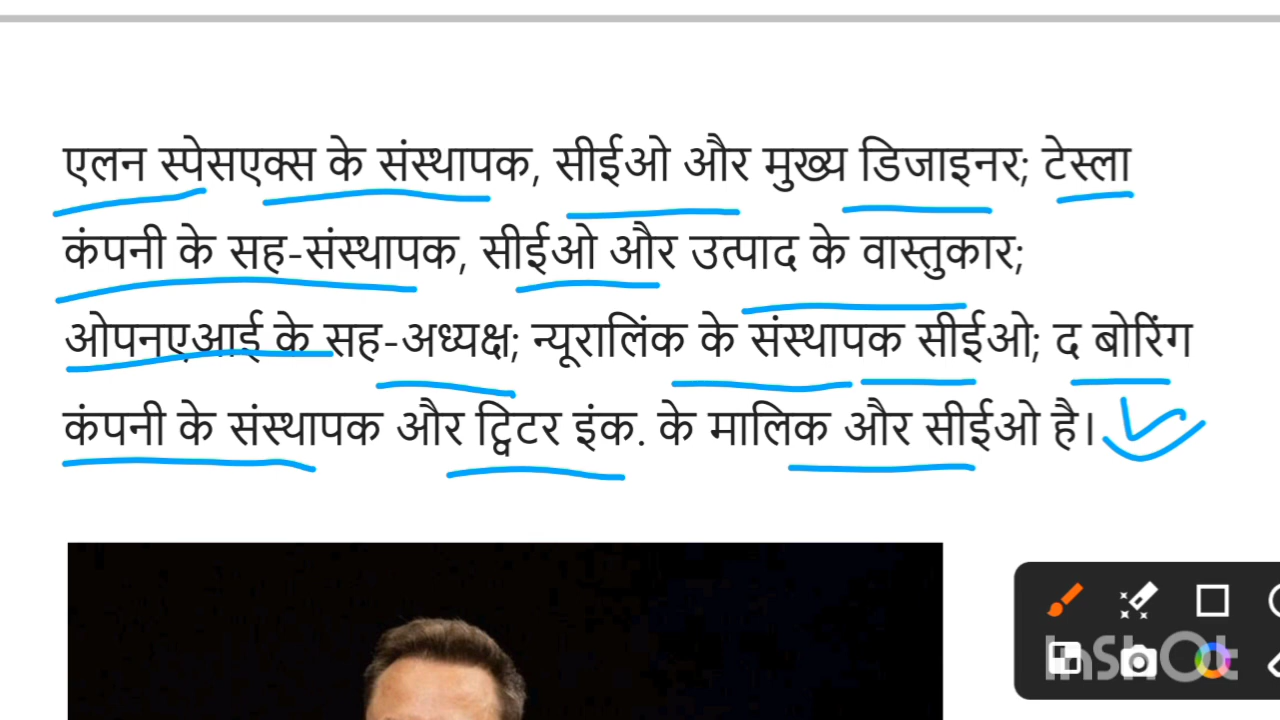 एलन स्पेसएक्स के संस्थापक, सीईओ और मुख्य डिजाइनर; टेस्ला
कंपनी के सह-संस्थापक, सीईओ और उत्पाद के वास्तुकार;
ओपनएआई के सह-अध्यक्ष; न्यूरालिंक के संस्थापक सीईओ; द बोरिंग
कंपनी के संस्थापक और ट्विटर इंक. के मालिक और सीईओ है।
InShOt